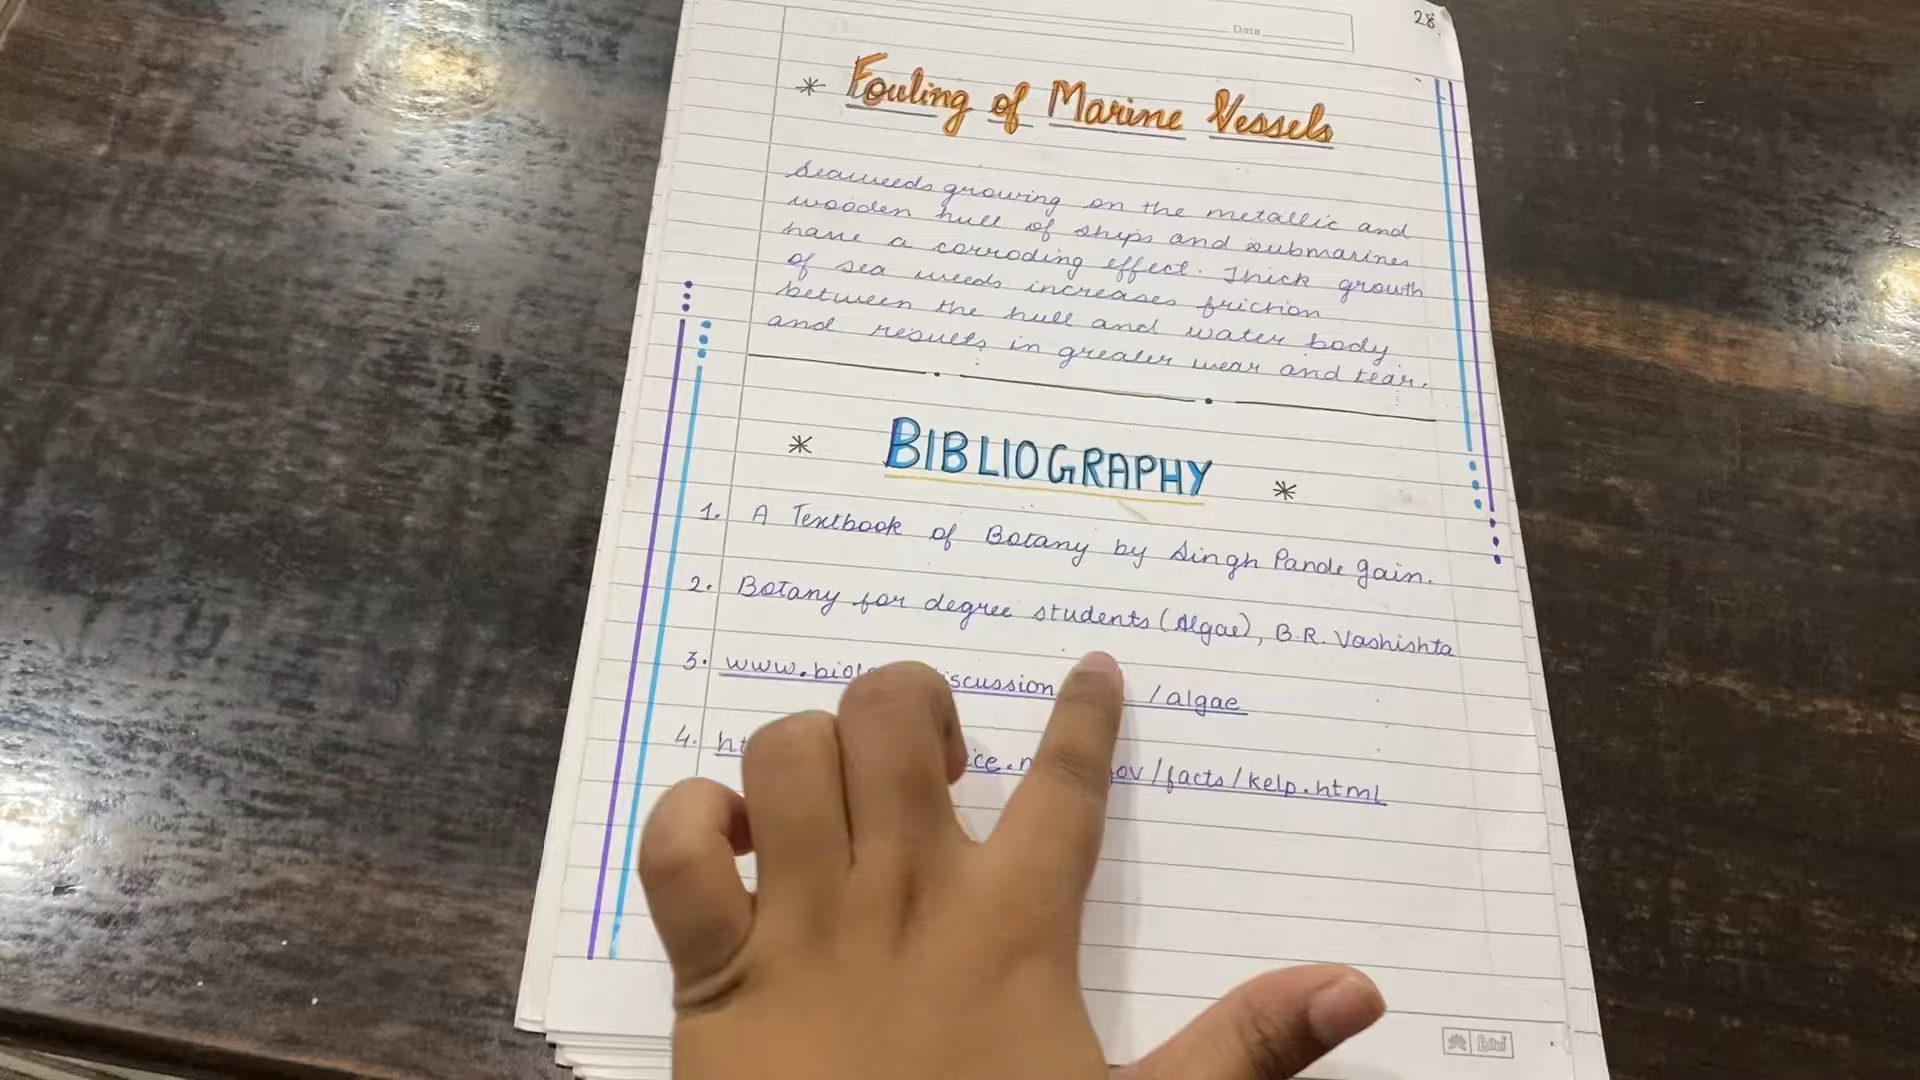 28
Date
* Fouling of Marine Vessels
Seaweeds growing on the metallic and
wooden hull of ships and submarines
have a corroding effect. Thick growth
of sea weeds increases friction
between the hull and water body
and results in greater wear and tear.
* BIBLIOGRAPHY *
1. A Textbook of Botany by Singh Pande Jain.
2. Botany for degree students (Algae), B.R. Vashishta
3. www.biol iscussion /algae
4. ht ice.n ov/facts/kelp.html